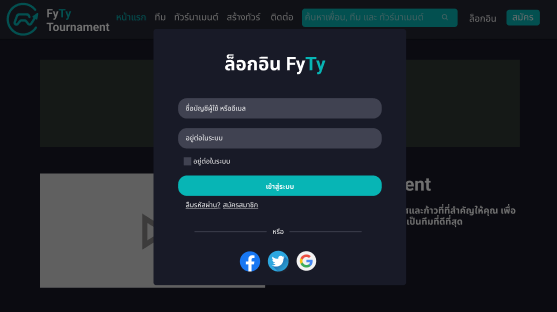 FyTy
Tournament
หน้าแรก ทีม ทัวร์นาเมนต์ สร้างทัวร์ ติดต่อ ค้นหาเพื่อน, ทีม และ ทัวร์นาเมนต์ ล็อกอิน สมัคร
ล็อกอิน FyTy
ชื่อบัญชีผู้ใช้ หรืออีเมล
อยู่ต่อในระบบ
อยู่ต่อในระบบ
เข้าสู่ระบบ
ลืมรหัสผ่าน? สมัครสมาชิก
หรือ
ent
สและก้าวที่ที่สำคัญให้คุณ เพื่อ
เป็นทีมที่ดีที่สุด